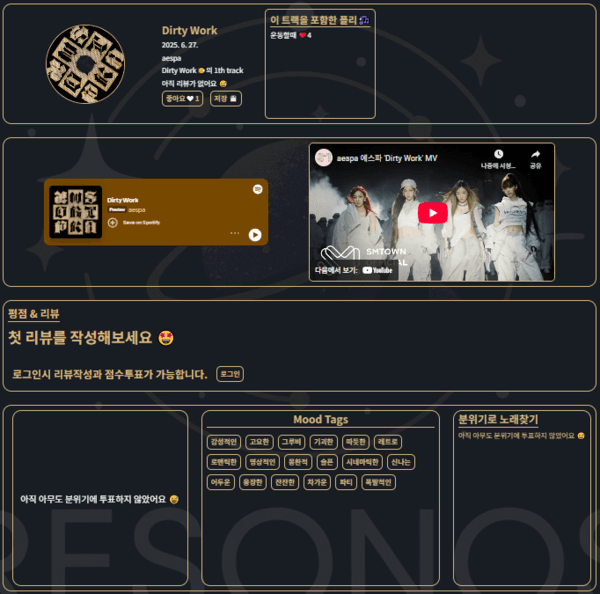 Dirty Work
2025. 6. 27.
aespa
Dirty Work 의 1th track
아직 리뷰가 없어요
좋아요 1
저장
이 트랙을 포함한 플리
운동할때 4
Dirty Work
Preview aespa
Save on Spotify
aespa 에스파 'Dirty Work' MV
나중에 시청...
공유
SMTOWN
다음에서 보기: YouTube
평점 & 리뷰
첫 리뷰를 작성해보세요
로그인시 리뷰작성과 점수투표가 가능합니다. 로그인
아직 아무도 분위기에 투표하지 않았어요
Mood Tags
감성적인 고요한 그루비 기괴한 따듯한 레트로
로맨틱한 명상적인 몽환적 슬픈 시네마틱한 신나는
어두운 웅장한 잔잔한 차가운 파티 폭발적인
분위기로 노래찾기
아직 아무도 분위기에 투표하지 않았어요
RESONOS